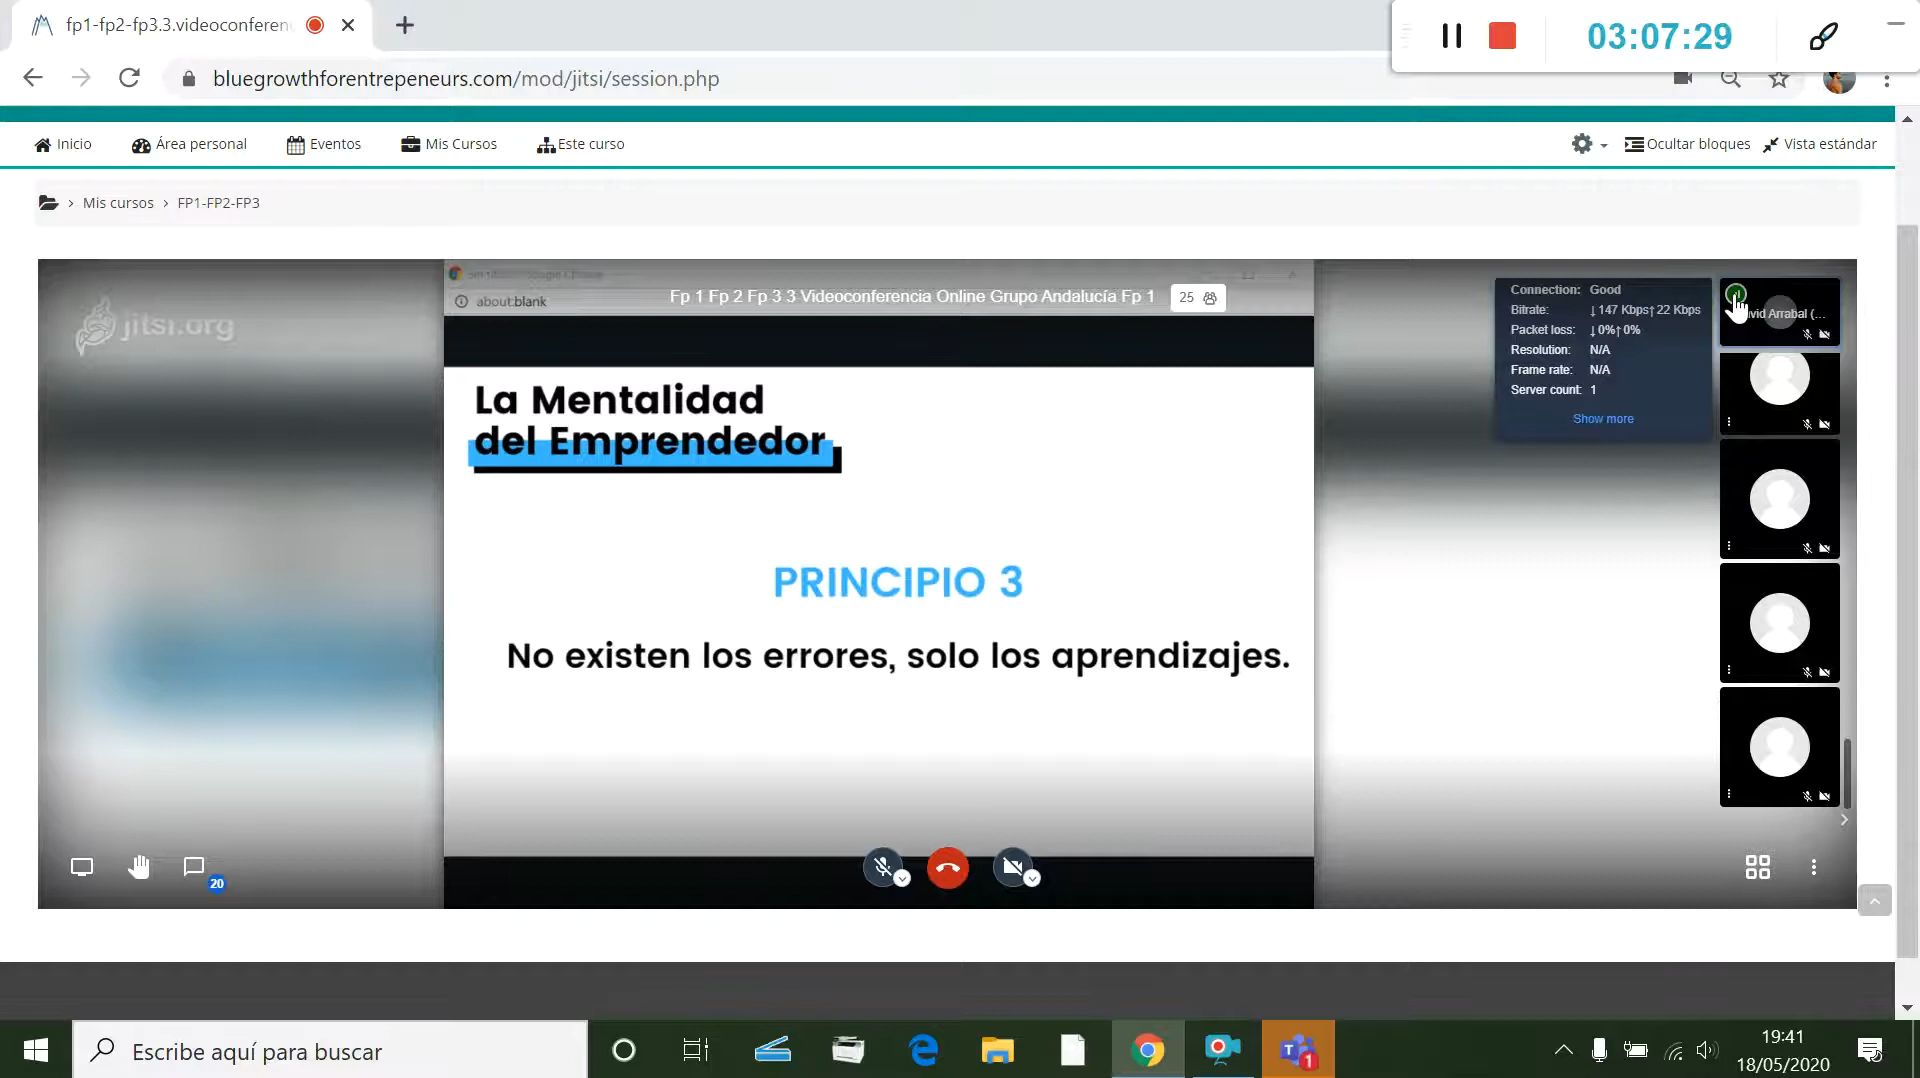 fp1-fp2-fp3.3.videoconferen
03:07:29
bluegrowthforentrepeneurs.com/mod/jitsi/session.php
Inicio
Área personal
Eventos
Mis Cursos
Este curso
Ocultar bloques
Vista estándar
Mis cursos
FP1-FP2-FP3
jitsi.org
about:blank
Fp 1 Fp 2 Fp 3 3 Videoconferencia Online Grupo Andalucía Fp 1
25
Connection: Good
Bitrate: ↓147 Kbps↑ 22 Kbps
Packet loss: ↓0%↑ 0%
Resolution: N/A
Frame rate: N/A
Server count: 1
Show more
Arrabal (...
La Mentalidad
del Emprendedor
PRINCIPIO 3
No existen los errores, solo los aprendizajes.
20
Escribe aquí para buscar
1
19:41
18/05/2020